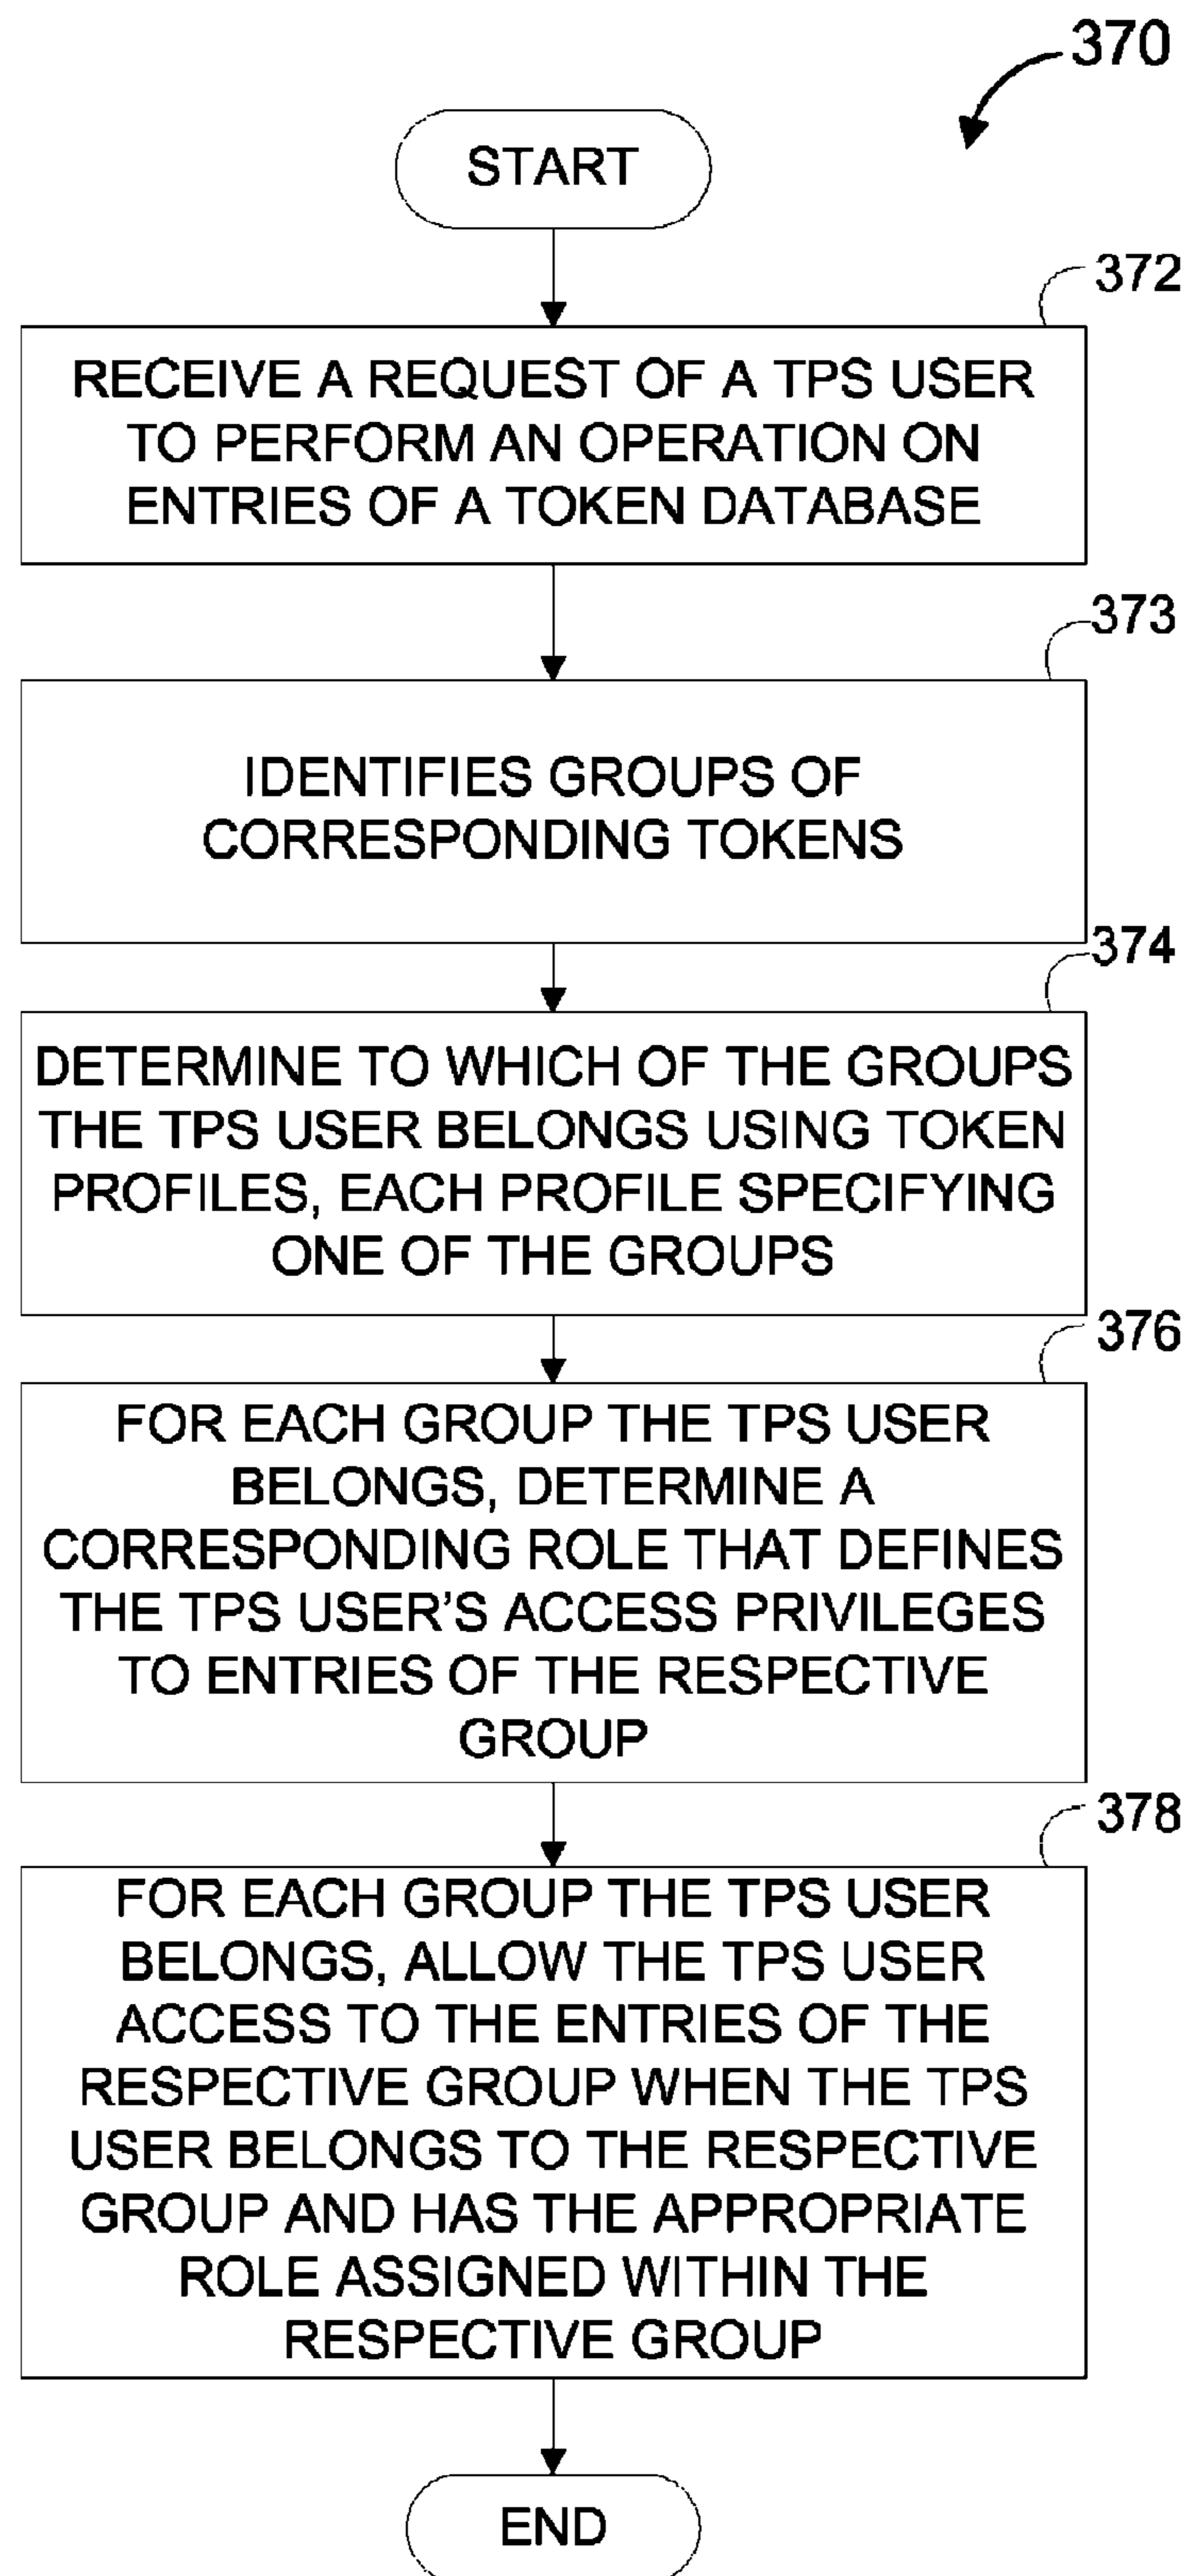 370
START
372
RECEIVE A REQUEST OF A TPS USER
TO PERFORM AN OPERATION ON
ENTRIES OF A TOKEN DATABASE
373
IDENTIFIES GROUPS OF
CORRESPONDING TOKENS
374
DETERMINE TO WHICH OF THE GROUPS
THE TPS USER BELONGS USING TOKEN
PROFILES, EACH PROFILE SPECIFYING
ONE OF THE GROUPS
376
FOR EACH GROUP THE TPS USER
BELONGS, DETERMINE A
CORRESPONDING ROLE THAT DEFINES
THE TPS USER'S ACCESS PRIVILEGES
TO ENTRIES OF THE RESPECTIVE
GROUP
378
FOR EACH GROUP THE TPS USER
BELONGS, ALLOW THE TPS USER
ACCESS TO THE ENTRIES OF THE
RESPECTIVE GROUP WHEN THE TPS
USER BELONGS TO THE RESPECTIVE
GROUP AND HAS THE APPROPRIATE
ROLE ASSIGNED WITHIN THE
RESPECTIVE GROUP
END